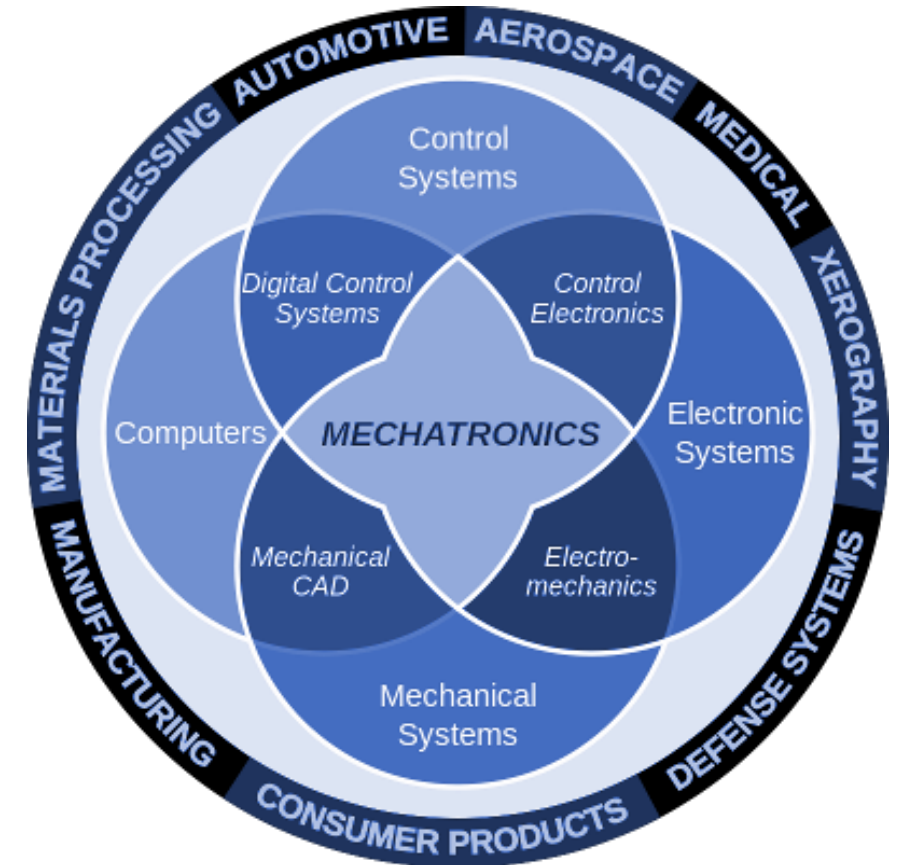 AUTOMOTIVE
AEROSPACE
MEDICAL
XEROGRAPHY
DEFENSE SYSTEMS
CONSUMER PRODUCTS
MANUFACTURING
MATERIALS PROCESSING
Control
Systems
Digital Control
Systems
Control
Electronics
Computers
MECHATRONICS
Electronic
Systems
Mechanical
CAD
Electro-
mechanics
Mechanical
Systems